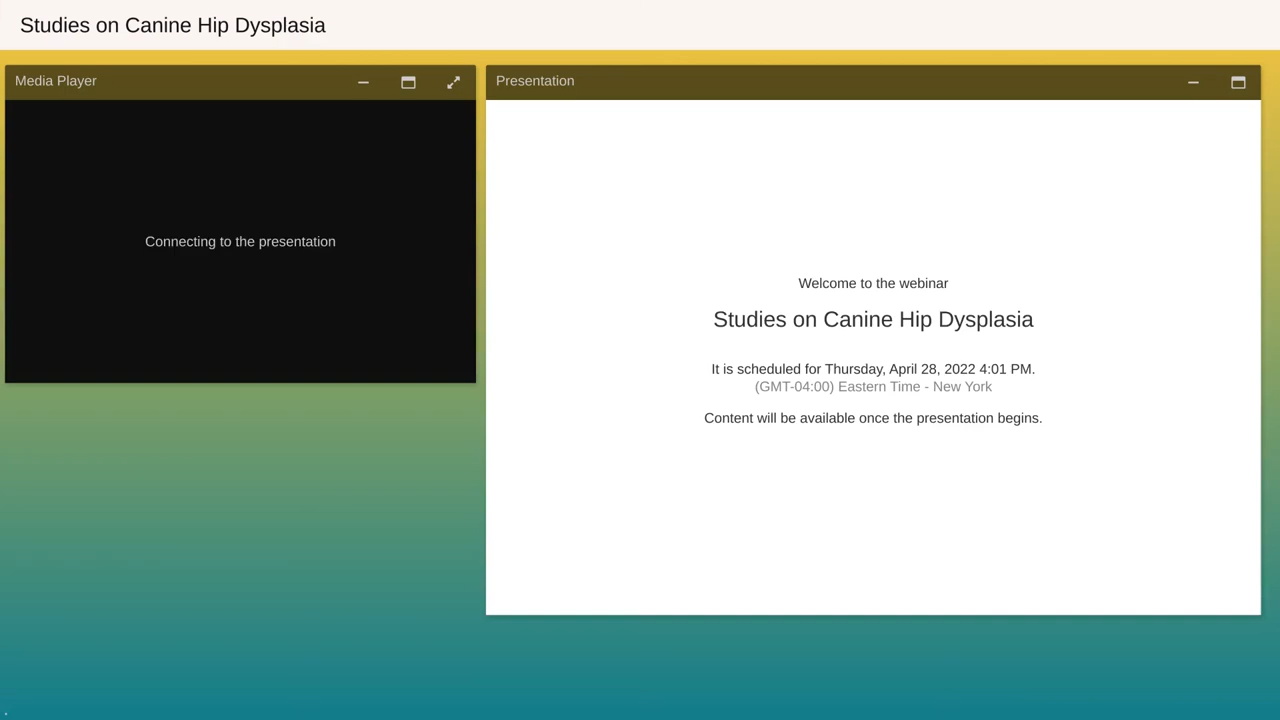 Studies on Canine Hip Dysplasia
Media Player
Presentation
Connecting to the presentation
Welcome to the webinar
Studies on Canine Hip Dysplasia
It is scheduled for Thursday, April 28, 2022 4:01 PM.
(GMT-04:00) Eastern Time - New York
Content will be available once the presentation begins.